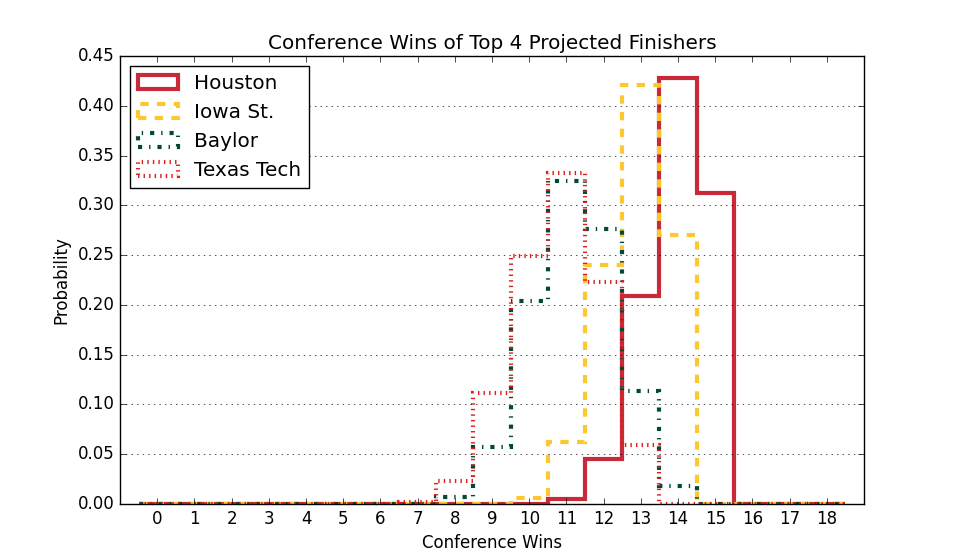 Conference Wins of Top 4 Projected Finishers
0.45
0.40
0.35
0.30
0.25
0.20
0.15
0.10
0.05
0.00
Probability
Houston
Iowa St.
Baylor
Texas Tech
0 1 2 3 4 5 6 7 8 9 10 11 12 13 14 15 16 17 18
Conference Wins